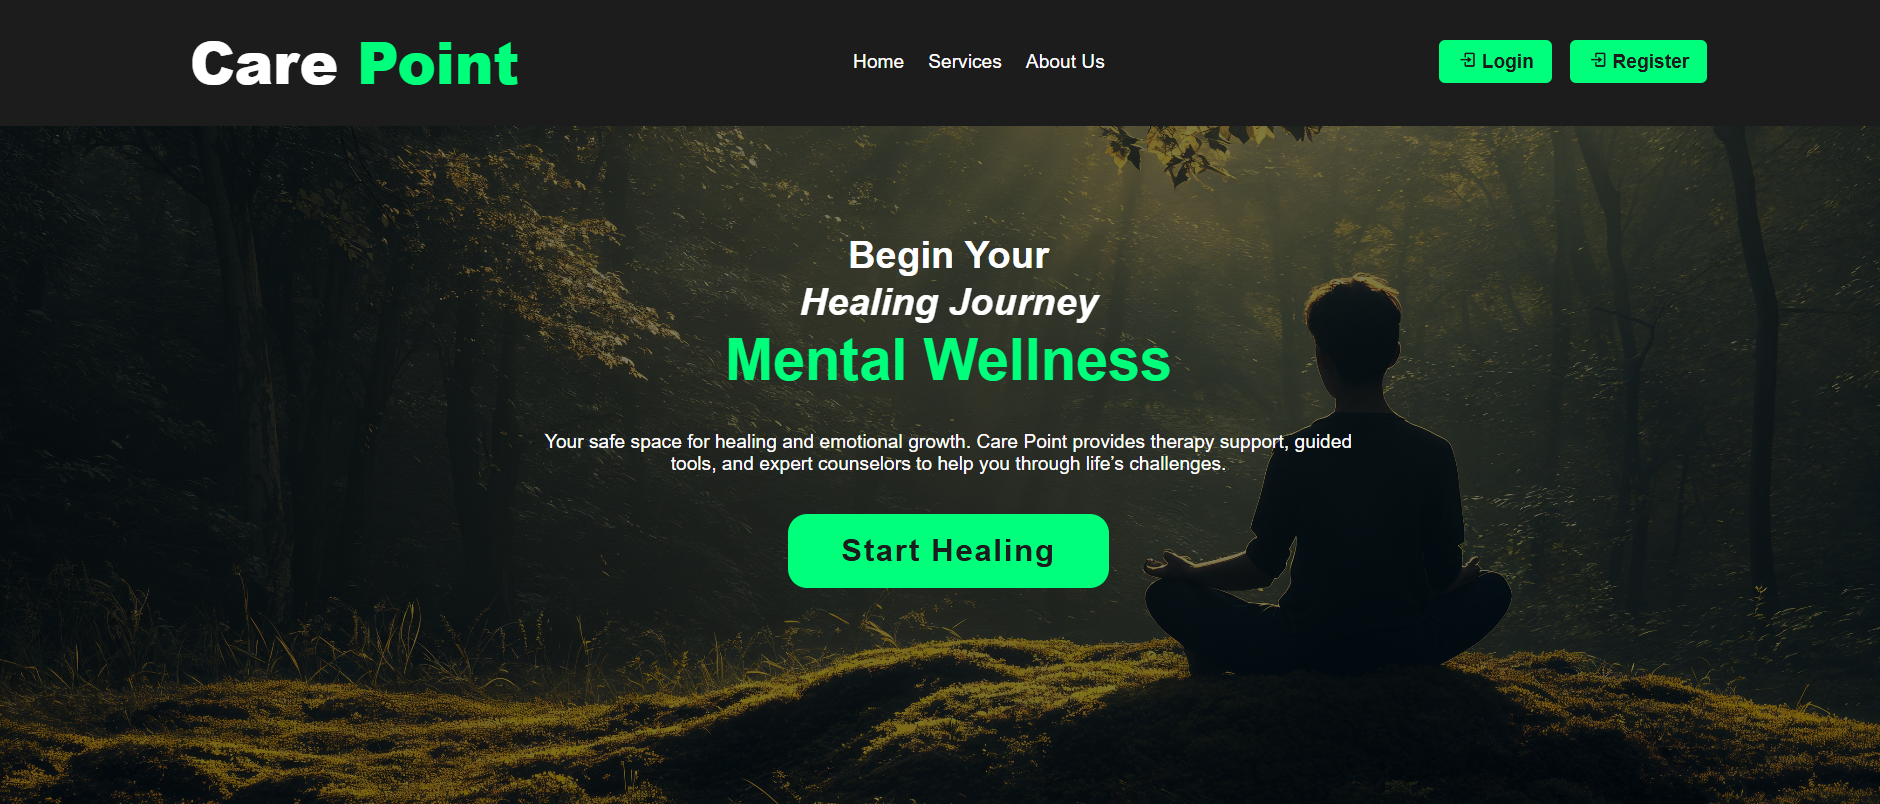 Care Point
Home Services About Us
Login Register
Begin Your
Healing Journey
Mental Wellness
Your safe space for healing and emotional growth. Care Point provides therapy support, guided
tools, and expert counselors to help you through life’s challenges.
Start Healing